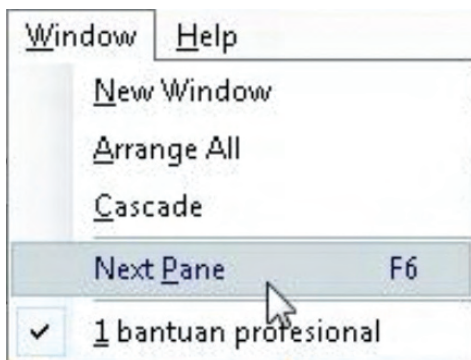 Window Help
New Window
Arrange All
Cascade
Next Pane F6
1 bantuan profesional